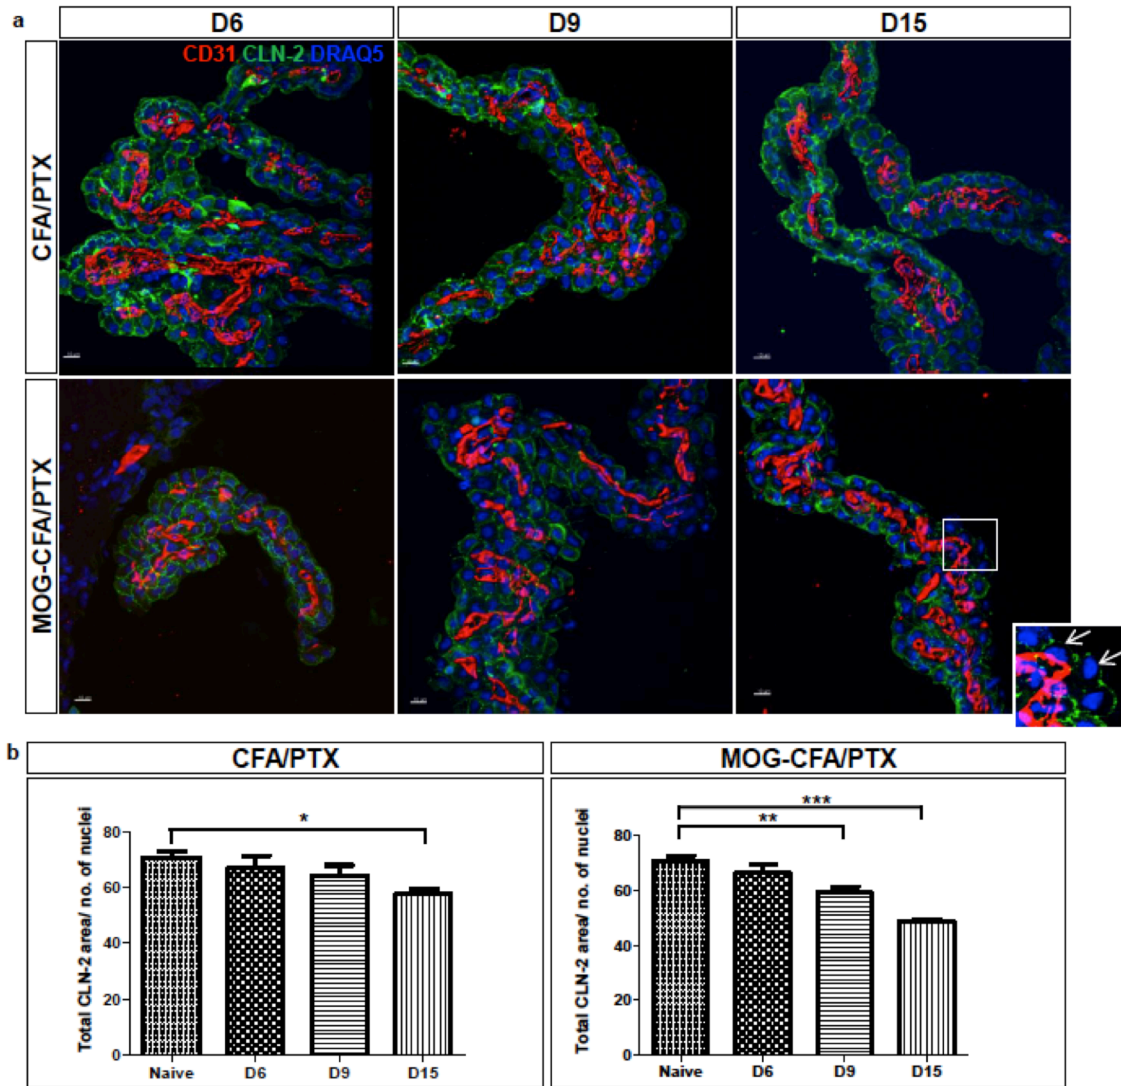 a
D6 D9 D15
CD31 CLN-2 DRAQ5
CFA/PTX
MOG-CFA/PTX
b
CFA/PTX MOG-CFA/PTX
Total CLN-2 area/ no. of nuclei
80
60
40
20
0
*
Naive D6 D9 D15
Total CLN-2 area/ no. of nuclei
80
60
40
20
0
***
**
Naive D6 D9 D15